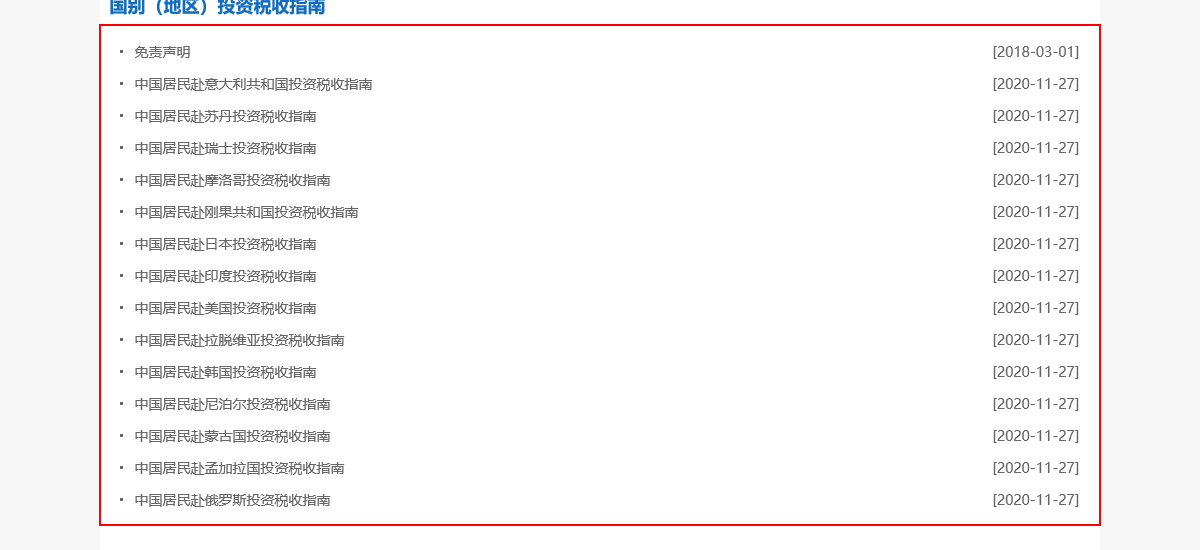 国别（地区）投资税收指南
· 免责声明 [2018-03-01]
· 中国居民赴意大利共和国投资税收指南 [2020-11-27]
· 中国居民赴苏丹投资税收指南 [2020-11-27]
· 中国居民赴瑞士投资税收指南 [2020-11-27]
· 中国居民赴摩洛哥投资税收指南 [2020-11-27]
· 中国居民赴刚果共和国投资税收指南 [2020-11-27]
· 中国居民赴日本投资税收指南 [2020-11-27]
· 中国居民赴印度投资税收指南 [2020-11-27]
· 中国居民赴美国投资税收指南 [2020-11-27]
· 中国居民赴拉脱维亚投资税收指南 [2020-11-27]
· 中国居民赴韩国投资税收指南 [2020-11-27]
· 中国居民赴尼泊尔投资税收指南 [2020-11-27]
· 中国居民赴蒙古国投资税收指南 [2020-11-27]
· 中国居民赴孟加拉国投资税收指南 [2020-11-27]
· 中国居民赴俄罗斯投资税收指南 [2020-11-27]